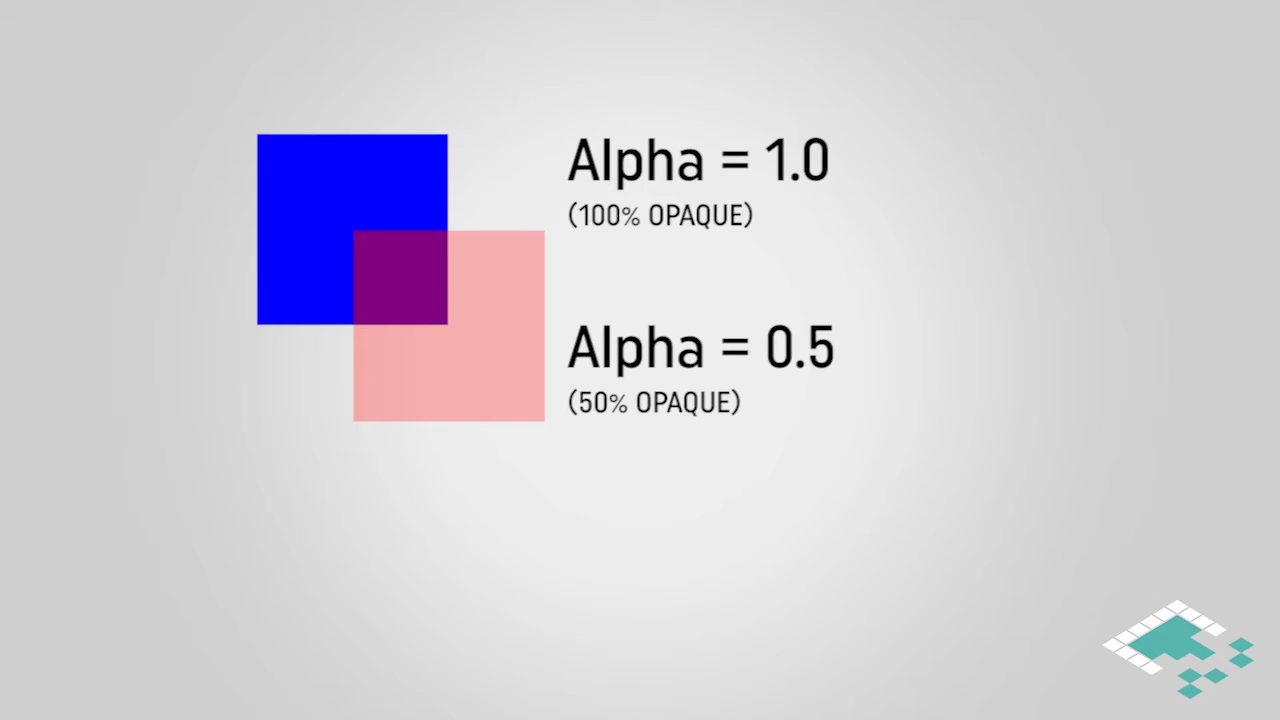 Alpha = 1.0
(100% OPAQUE)
Alpha = 0.5
(50% OPAQUE)